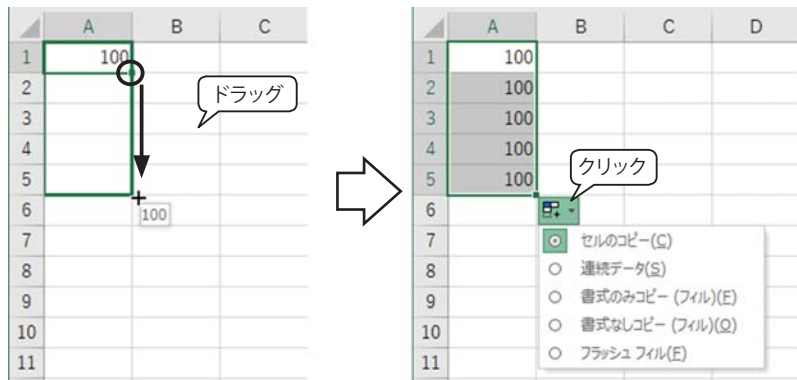 A B C
1 100
2
ドラッグ
3
4
5
6
100
7
8
9
10
11
A B C D
1 100
2 100
3 100
4 100
クリック
5 100
6
7
セルのコピー(C)
8
連続データ(S)
9
書式のみコピー (フィル)(F)
10
書式なしコピー (フィル)(O)
11
フラッシュ フィル(F)